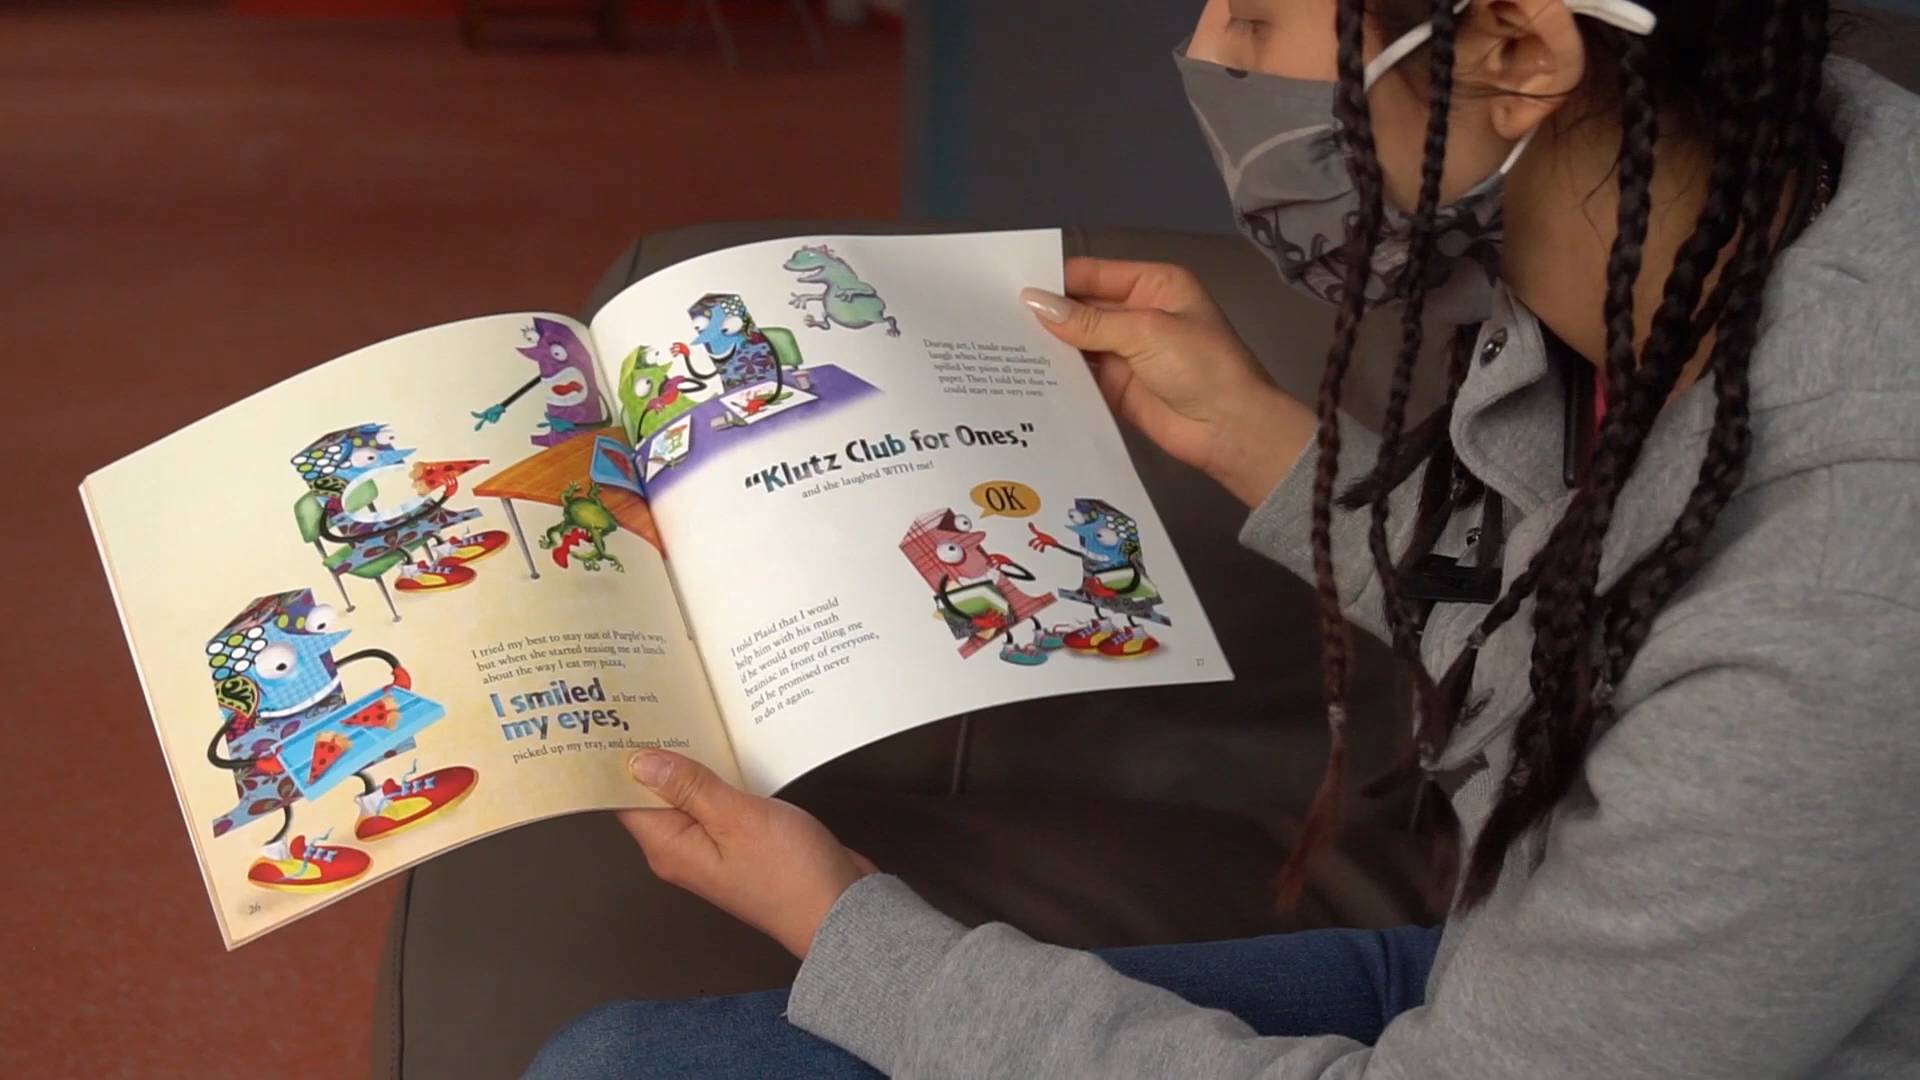 I tried my best to stay out of Purple's way,
but when she started teasing me at lunch
about the way I eat my pizza,
I smiled at her with
my eyes,
picked up my tray, and changed tables!
26
During art, I made myself
laugh when Green accidentally
spilled her paint all over my
paper. Then I told her that we
could start our very own,
“Klutz Club for Ones,”
and she laughed WITH me!
OK
I told Plaid that I would
help him with his math
if he would stop calling me
brainiac in front of everyone,
and he promised never
to do it again.
27